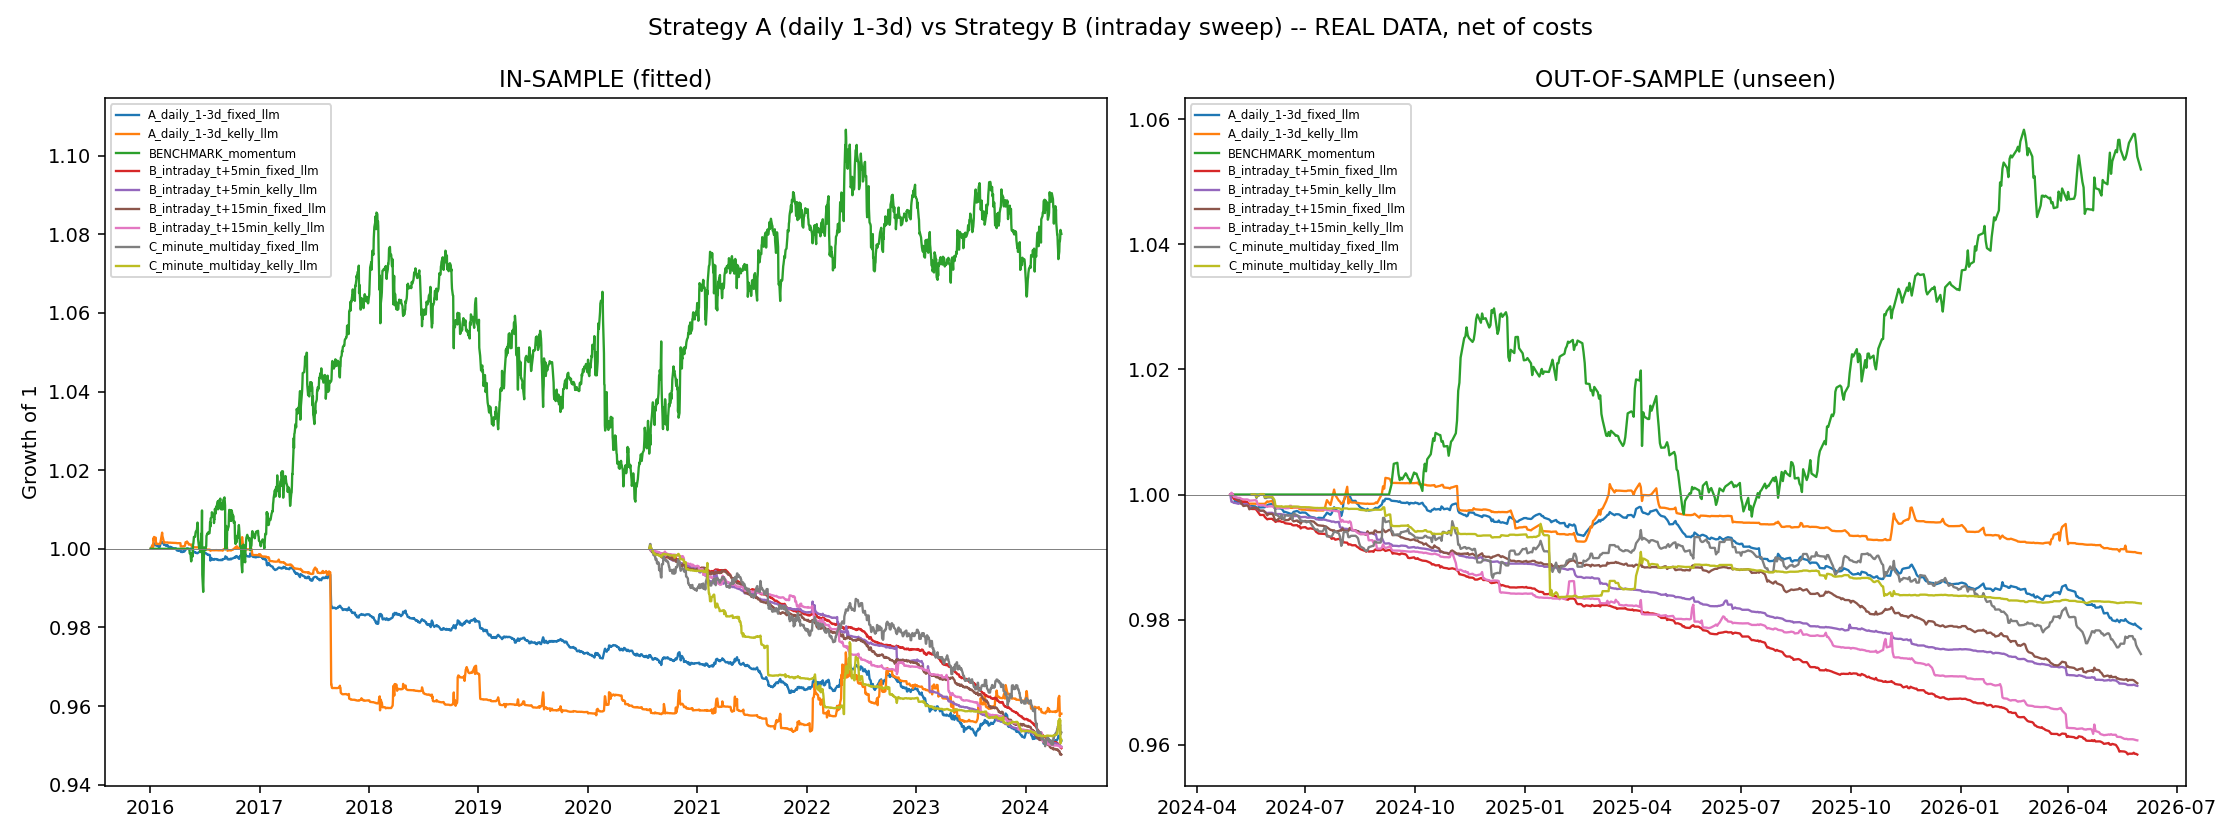 Strategy A (daily 1-3d) vs Strategy B (intraday sweep) -- REAL DATA, net of costs
IN-SAMPLE (fitted)
A_daily_1-3d_fixed_llm
A_daily_1-3d_kelly_llm
BENCHMARK_momentum
B_intraday_t+5min_fixed_llm
B_intraday_t+5min_kelly_llm
B_intraday_t+15min_fixed_llm
B_intraday_t+15min_kelly_llm
C_minute_multiday_fixed_llm
C_minute_multiday_kelly_llm
Growth of 1
1.10
1.08
1.06
1.04
1.02
1.00
0.98
0.96
0.94
2016 2017 2018 2019 2020 2021 2022 2023 2024
OUT-OF-SAMPLE (unseen)
A_daily_1-3d_fixed_llm
A_daily_1-3d_kelly_llm
BENCHMARK_momentum
B_intraday_t+5min_fixed_llm
B_intraday_t+5min_kelly_llm
B_intraday_t+15min_fixed_llm
B_intraday_t+15min_kelly_llm
C_minute_multiday_fixed_llm
C_minute_multiday_kelly_llm
1.06
1.04
1.02
1.00
0.98
0.96
2024-04 2024-07 2024-10 2025-01 2025-04 2025-07 2025-10 2026-01 2026-04 2026-07